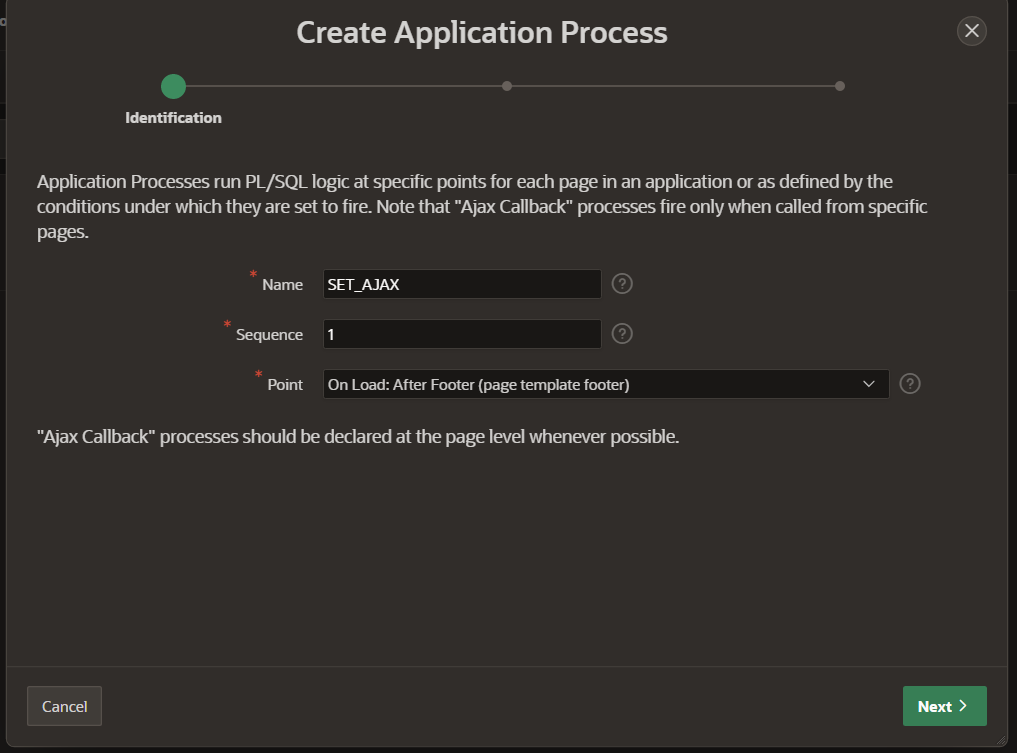 Create Application Process
Identification
Application Processes run PL/SQL logic at specific points for each page in an application or as defined by the
conditions under which they are set to fire. Note that "Ajax Callback" processes fire only when called from specific
pages.
* Name SET_AJAX ?
* Sequence 1 ?
* Point On Load: After Footer (page template footer) ?
"Ajax Callback" processes should be declared at the page level whenever possible.
Cancel Next